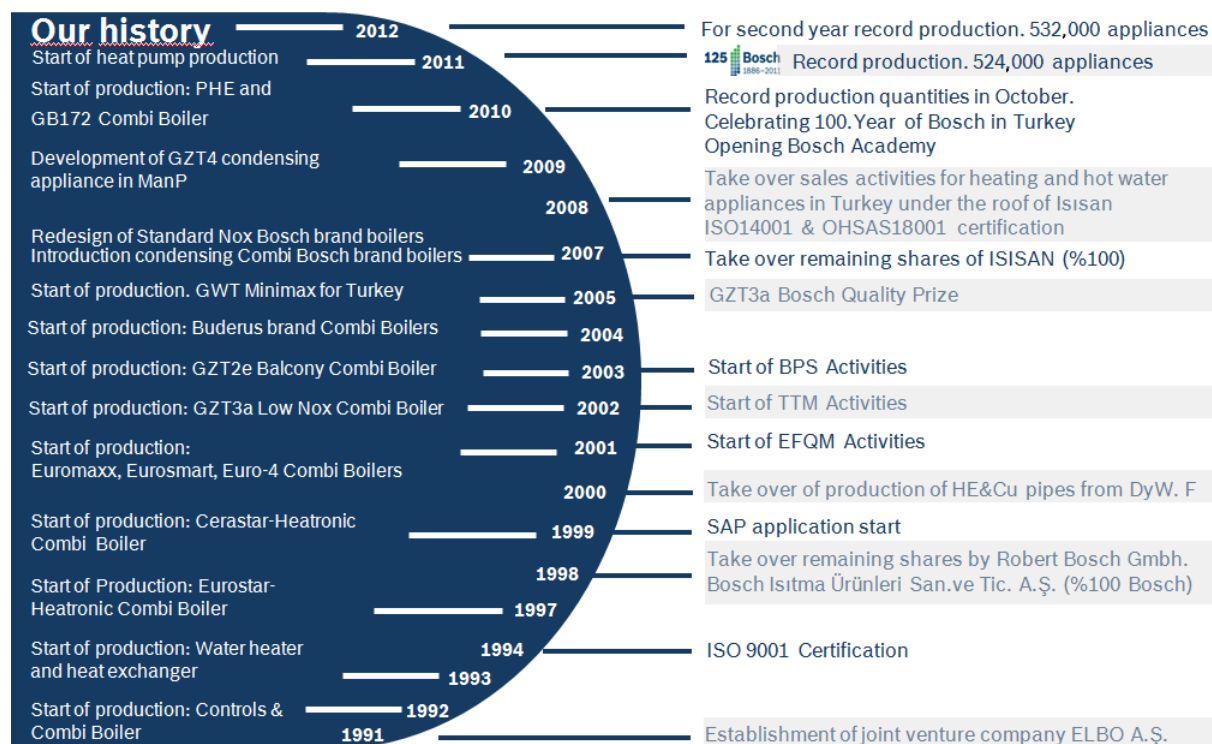 Our history
2012
For second year record production. 532,000 appliances
Start of heat pump production
2011
125 Bosch
1886–2011
Record production. 524,000 appliances
Start of production: PHE and
GB172 Combi Boiler
2010
Record production quantities in October.
Celebrating 100.Year of Bosch in Turkey
Opening Bosch Academy
Development of GZT4 condensing
appliance in ManP
2009
2008
Take over sales activities for heating and hot water
appliances in Turkey under the roof of Isısan
ISO14001 & OHSAS18001 certification
Redesign of Standard Nox Bosch brand boilers
Introduction condensing Combi Bosch brand boilers
2007
Take over remaining shares of ISISAN (%100)
Start of production. GWT Minimax for Turkey
2005
GZT3a Bosch Quality Prize
Start of production: Buderus brand Combi Boilers
2004
Start of production: GZT2e Balcony Combi Boiler
2003
Start of BPS Activities
Start of production: GZT3a Low Nox Combi Boiler
2002
Start of TTM Activities
Start of production:
Euromaxx, Eurosmart, Euro-4 Combi Boilers
2001
Start of EFQM Activities
2000
Take over of production of HE&Cu pipes from DyW. F
Start of production: Cerastar-Heatronic
Combi Boiler
1999
SAP application start
1998
Take over remaining shares by Robert Bosch Gmbh.
Bosch Isıtma Ürünleri San.ve Tic. A.Ş. (%100 Bosch)
Start of Production: Eurostar-
Heatronic Combi Boiler
1997
1994
ISO 9001 Certification
Start of production: Water heater
and heat exchanger
1993
Start of production: Controls &
Combi Boiler
1992
1991
Establishment of joint venture company ELBO A.Ş.